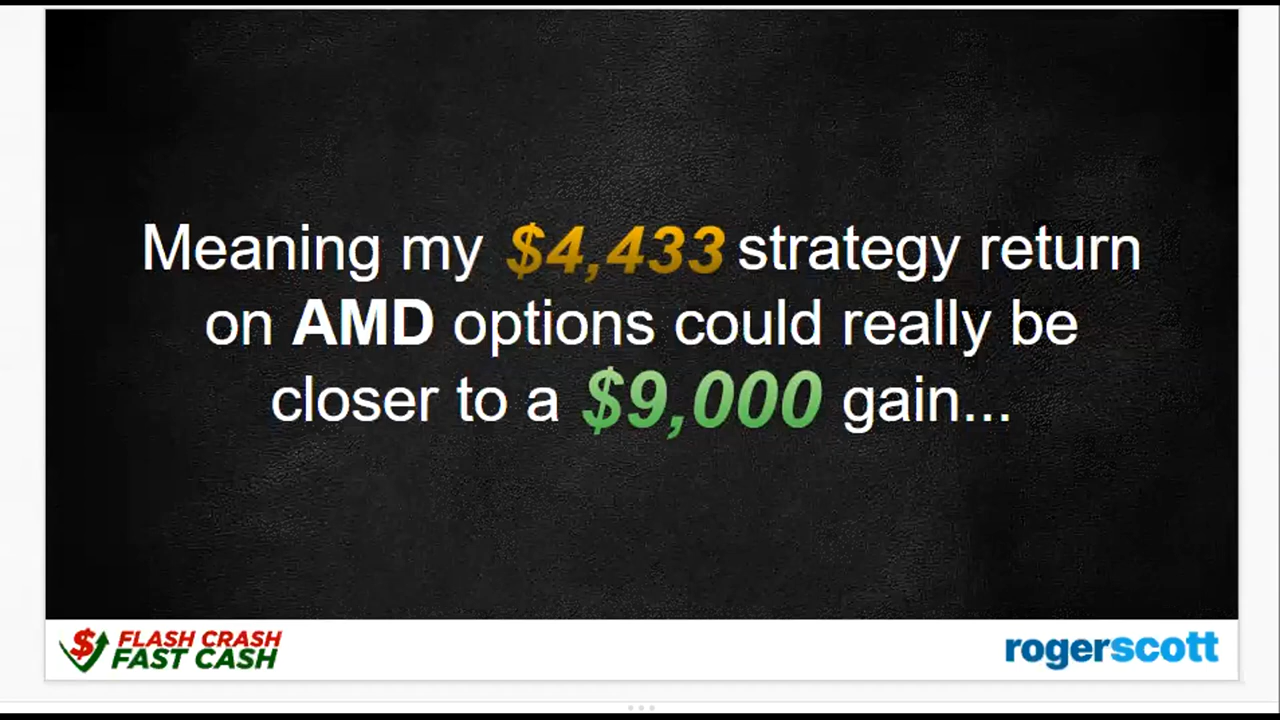 Meaning my $4,433 strategy return
on AMD options could really be
closer to a $9,000 gain...
FLASH CRASH
FAST CASH
rogerscott